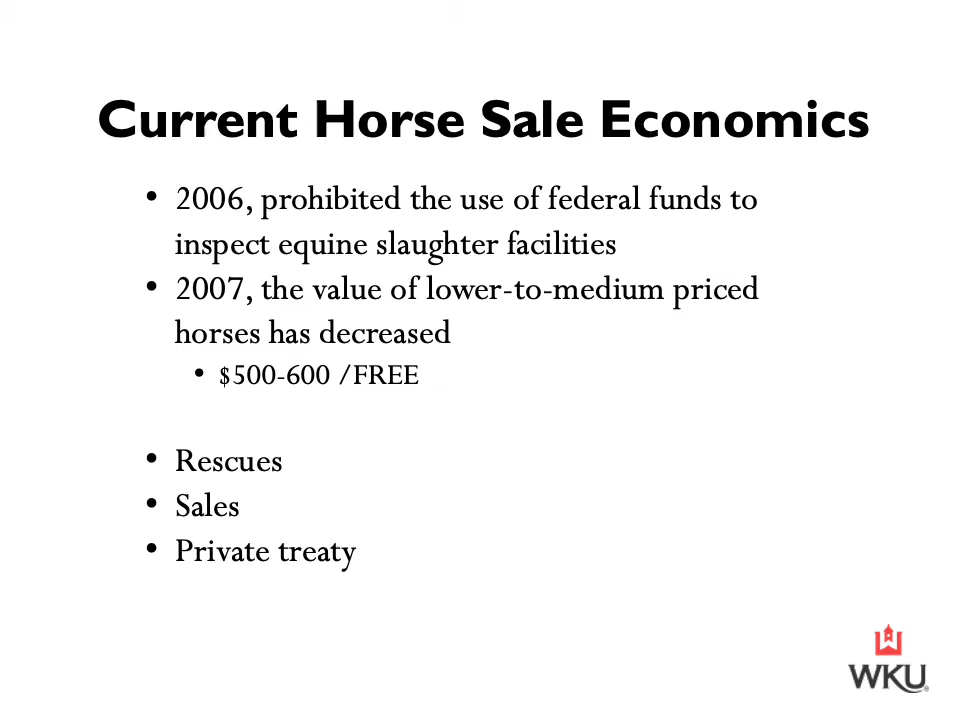 Current Horse Sale Economics
• 2006, prohibited the use of federal funds to
inspect equine slaughter facilities
• 2007, the value of lower-to-medium priced
horses has decreased
• $500-600 /FREE
• Rescues
• Sales
• Private treaty
WKU®